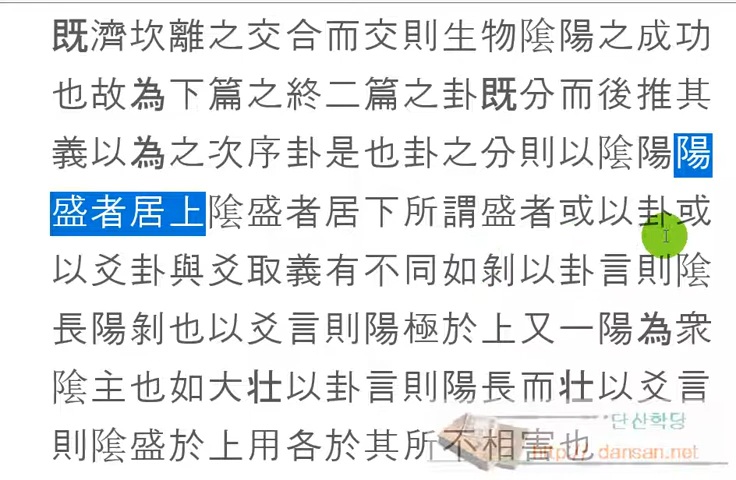 既濟坎離之交合而交則生物陰陽之成功
也故為下篇之終二篇之卦既分而後推其
義以為之次序卦是也卦之分則以陰陽陽
盛者居上陰盛者居下所謂盛者或以卦或
以爻卦與爻取義有不同如剝以卦言則陰
長陽剝也以爻言則陽極於上又一陽為衆
陰主也如大壮以卦言則陽長而壮以爻言
則陰盛於上用各於其所不相害也
단산학당
http://dansan.net